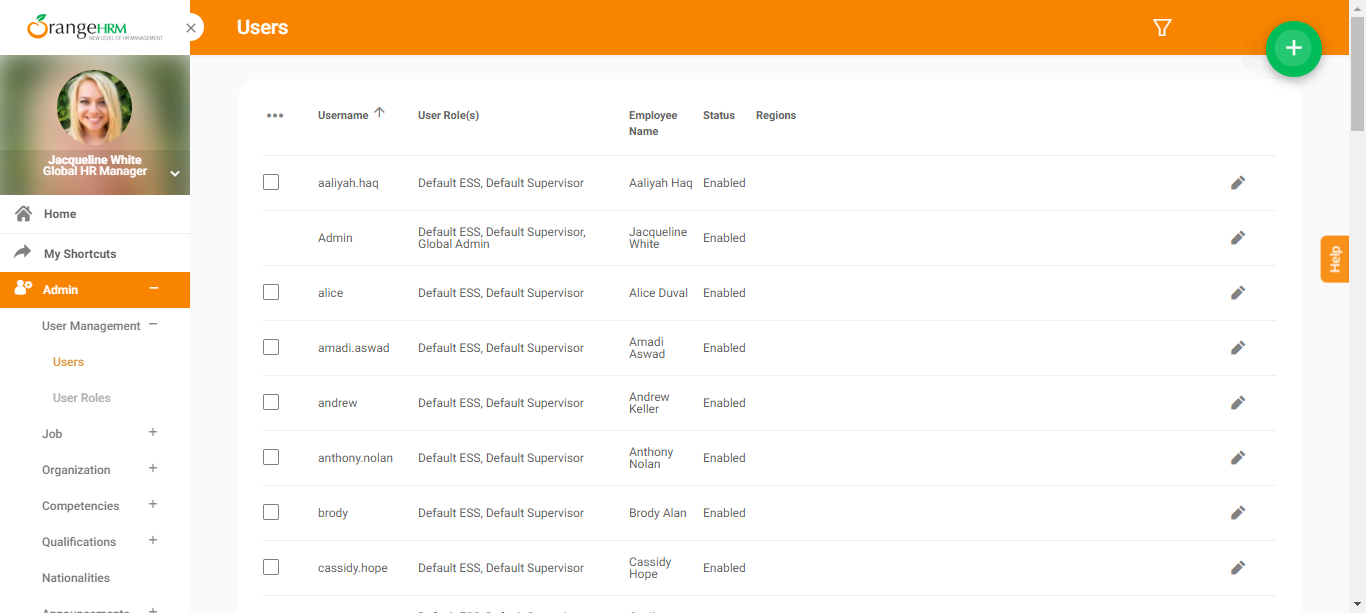 OrangeHRM
NEW LEVEL OF HR MANAGEMENT
Users
Jacqueline White
Global HR Manager
Home
My Shortcuts
Admin
User Management
Users
User Roles
Job
Organization
Competencies
Qualifications
Nationalities
Announcements
Username User Role(s) Employee Status Regions
Name
aaliyah.haq Default ESS, Default Supervisor Aaliyah Haq Enabled
Admin Default ESS, Default Supervisor, Jacqueline Enabled
Global Admin White
alice Default ESS, Default Supervisor Alice Duval Enabled
amadi.aswad Default ESS, Default Supervisor Amadi Enabled
Aswad
andrew Default ESS, Default Supervisor Andrew Enabled
Keller
anthony.nolan Default ESS, Default Supervisor Anthony Enabled
Nolan
brody Default ESS, Default Supervisor Brody Alan Enabled
cassidy.hope Default ESS, Default Supervisor Cassidy Enabled
Hope
Default ESS, Default Supervisor
Help